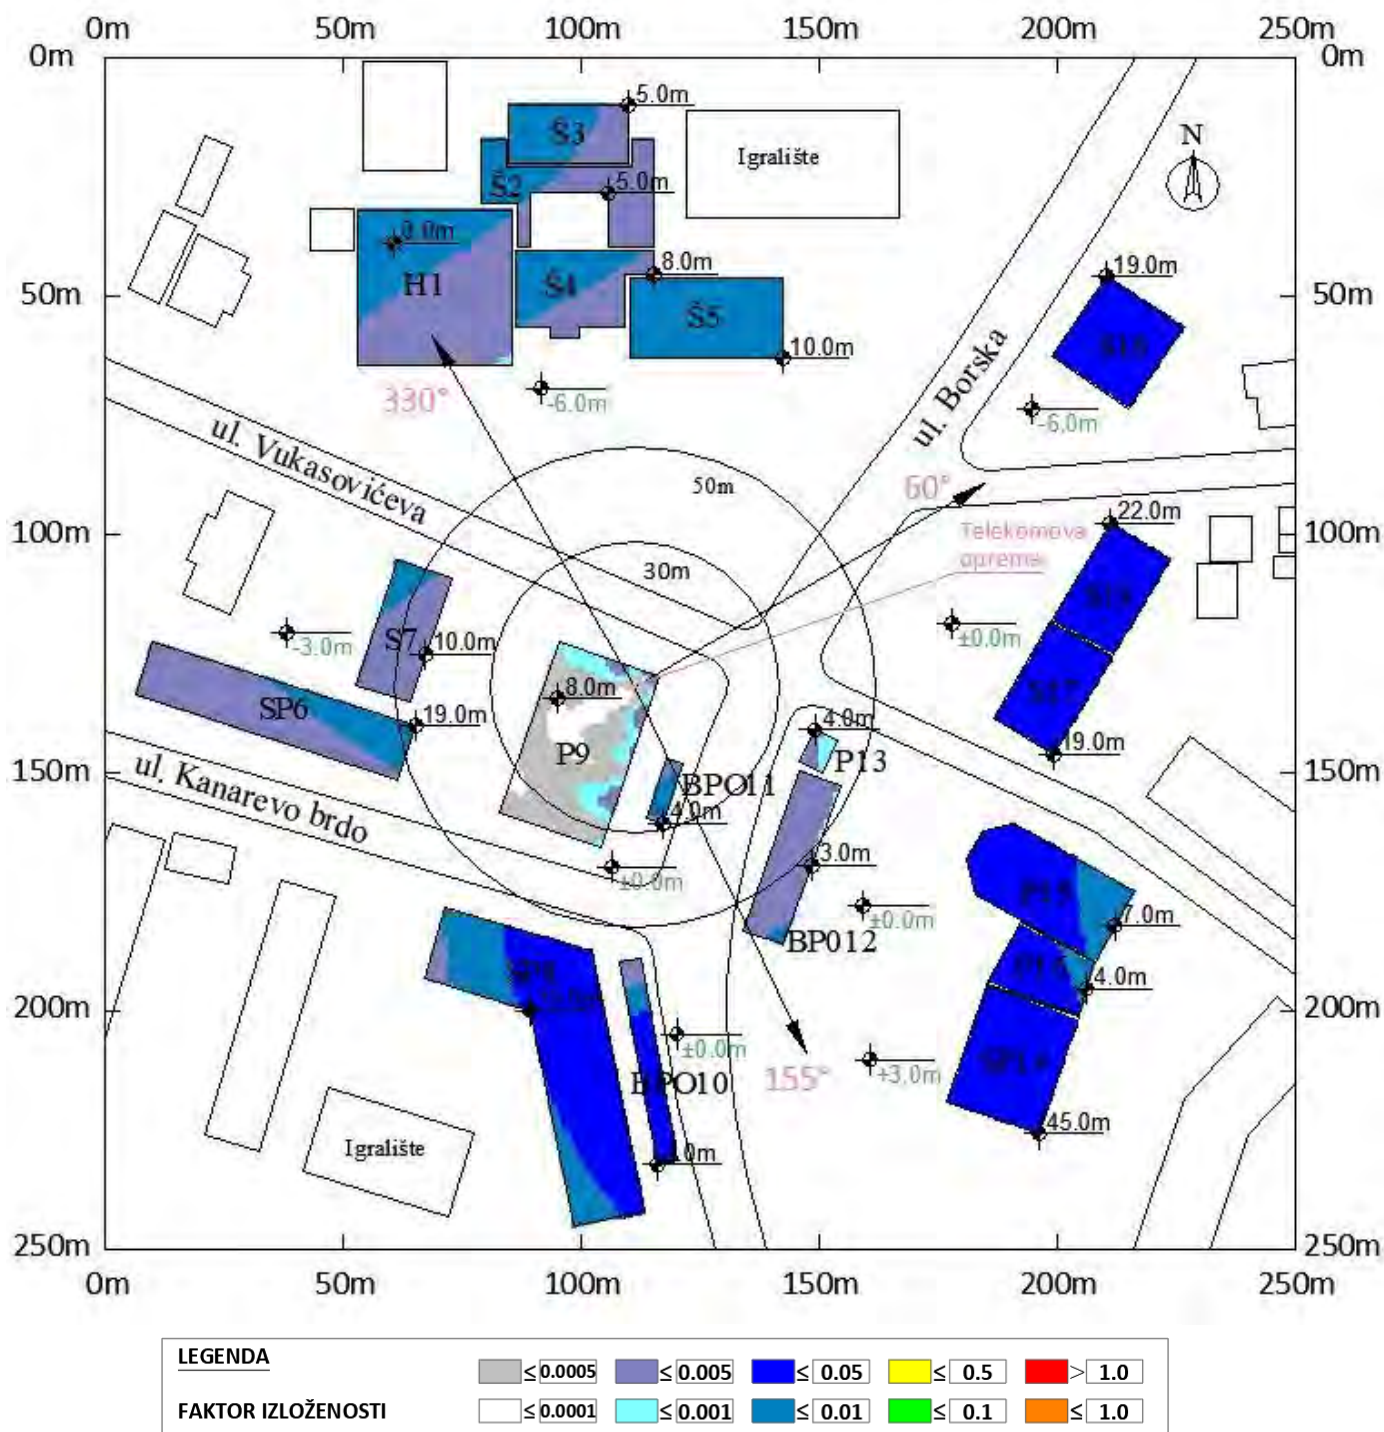 0m 50m 100m 150m 200m 250m
0m 0m
5.0m
Š3
Igralište
N
Š2 5.0m
0.0m
8.0m 19.0m
H1 Š4
50m 50m
Š5
10.0m
330° -6.0m
-6.0m
ul. Borska
ul. Vukasovićeva
50m 60°
22.0m
100m Telekomova 100m
oprema
30m
-3.0m S7 10.0m ±0.0m
8.0m
SP6 19.0m 4.0m
S17
19.0m
P9 P13
150m BPO11 150m
ul. Kanarevo brdo
4.0m
3.0m
±0.0m
±0.0m
P15
7.0m
BP012
4.0m
200m 200m
±0.0m
155° +3.0m
BPO10
45.0m
Igralište
250m 250m
0m 50m 100m 150m 200m 250m
LEGENDA
≤ 0.0005 ≤ 0.005 ≤ 0.05 ≤ 0.5 > 1.0
FAKTOR IZLOŽENOSTI ≤ 0.0001 ≤ 0.001 ≤ 0.01 ≤ 0.1 ≤ 1.0